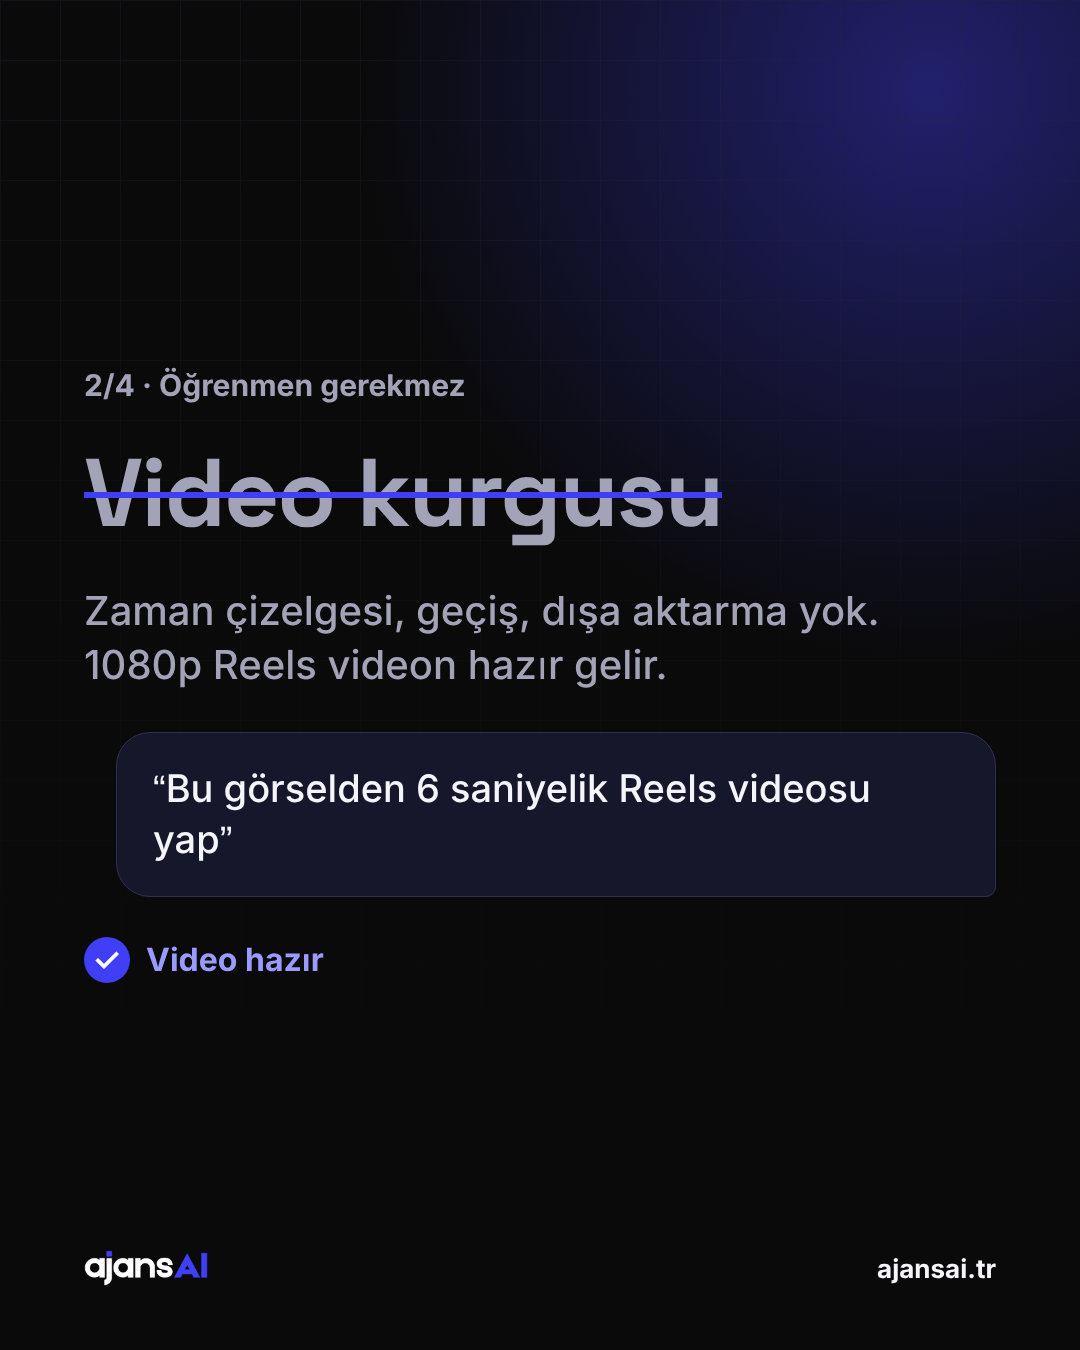 2/4 · Öğrenmen gerekmez
Video kurgusu
Zaman çizelgesi, geçiş, dışa aktarma yok.
1080p Reels videon hazır gelir.
“Bu görselden 6 saniyelik Reels videosu
yap”
Video hazır
ajansAI
ajansai.tr